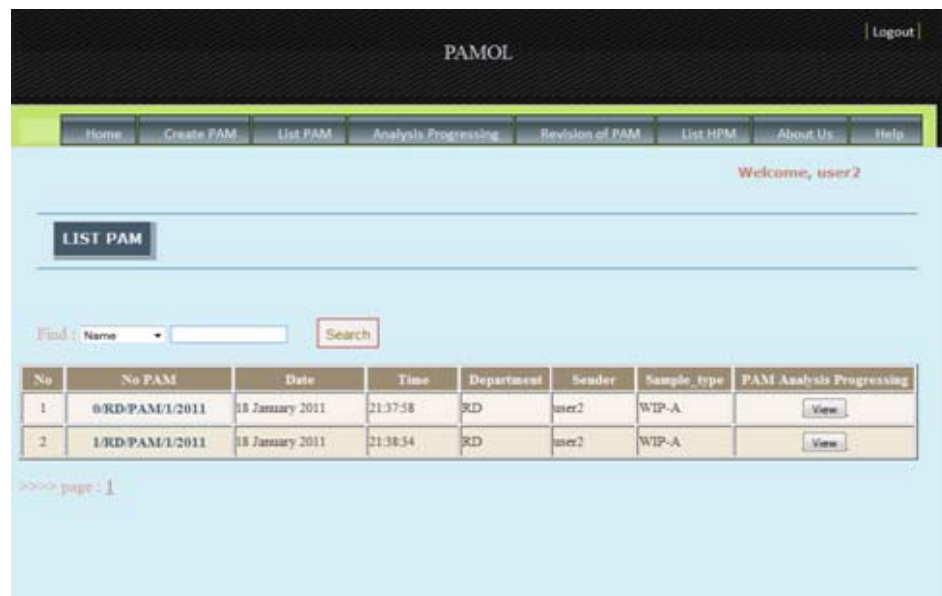 Logout
PAMOL
Home Create PAM List PAM Analysis Progressing Revision of PAM List HPM About Us Help
Welcome, user2
LIST PAM
Find : Name Search
No No PAM Date Time Department Sender Sample_type PAM Analysis Progressing
1 0/RD/PAM/1/2011 18 January 2011 21:37:58 RD user2 WIP-A View
2 1/RD/PAM/1/2011 18 January 2011 21:38:34 RD user2 WIP-A View
>>>> page : 1